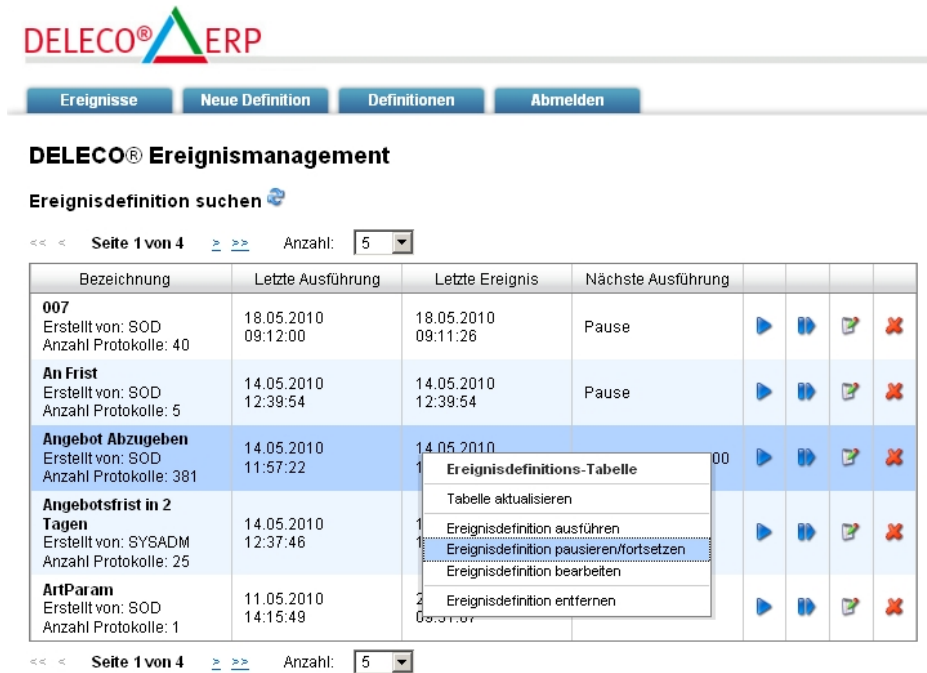 DELECO® ERP
Ereignisse Neue Definition Definitionen Abmelden
DELECO® Ereignismanagement
Ereignisdefinition suchen
<< < Seite 1 von 4 > >> Anzahl: 5
Bezeichnung Letzte Ausführung Letzte Ereignis Nächste Ausführung
007
Erstellt von: SOD
Anzahl Protokolle: 40
18.05.2010
09:12:00
18.05.2010
09:11:26
Pause
An Frist
Erstellt von: SOD
Anzahl Protokolle: 5
14.05.2010
12:39:54
14.05.2010
12:39:54
Pause
Angebot Abzugeben
Erstellt von: SOD
Anzahl Protokolle: 381
14.05.2010
11:57:22
14.05.2010
00
Angebotsfrist in 2
Tagen
Erstellt von: SYSADM
Anzahl Protokolle: 25
14.05.2010
12:37:46
ArtParam
Erstellt von: SOD
Anzahl Protokolle: 1
11.05.2010
14:15:49
Ereignisdefinitions-Tabelle
Tabelle aktualisieren
Ereignisdefinition ausführen
Ereignisdefinition pausieren/fortsetzen
Ereignisdefinition bearbeiten
Ereignisdefinition entfernen
<< < Seite 1 von 4 > >> Anzahl: 5